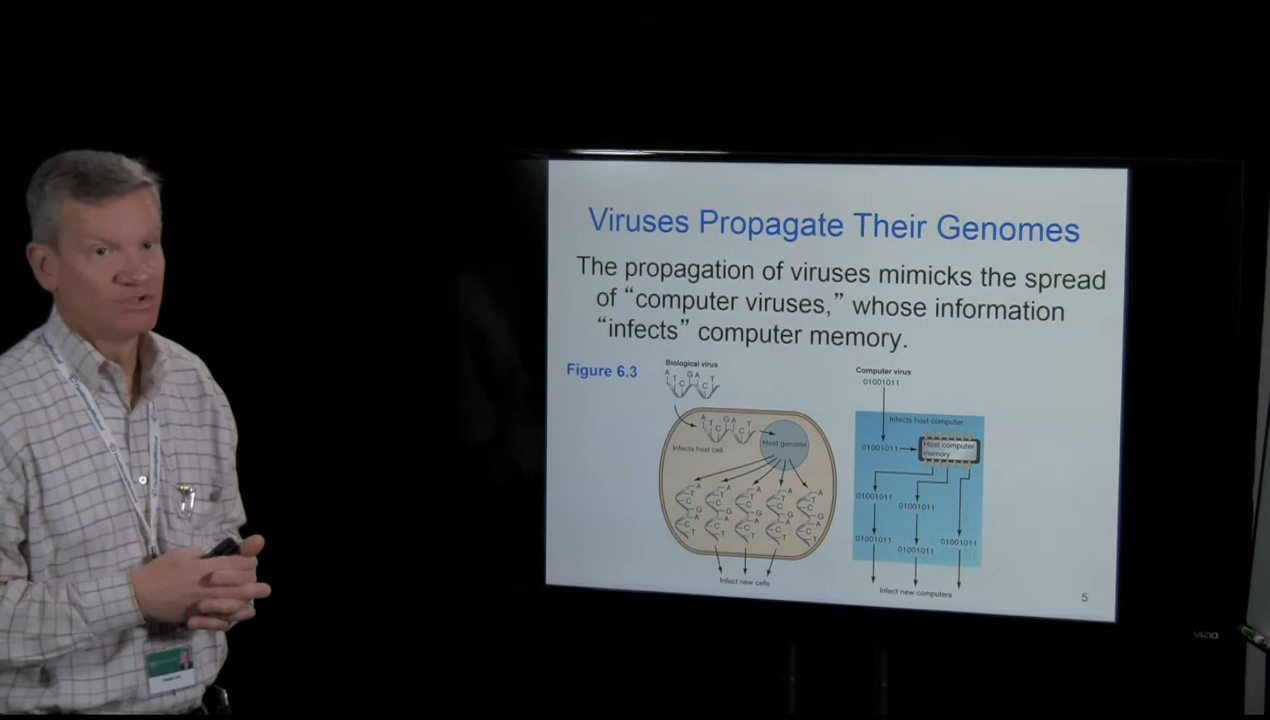 Viruses Propagate Their Genomes
The propagation of viruses mimicks the spread
of “computer viruses,” whose information
“infects” computer memory.
Figure 6.3
Biological virus
A T C G A C T
A T C G A C T
Infects host cell
Host genome
Infect new cells
Computer virus
01001011
Infects host computer
01001011
Host computer
memory
01001011
01001011
01001011
01001011
01001011
Infect new computers
5
VIZIO